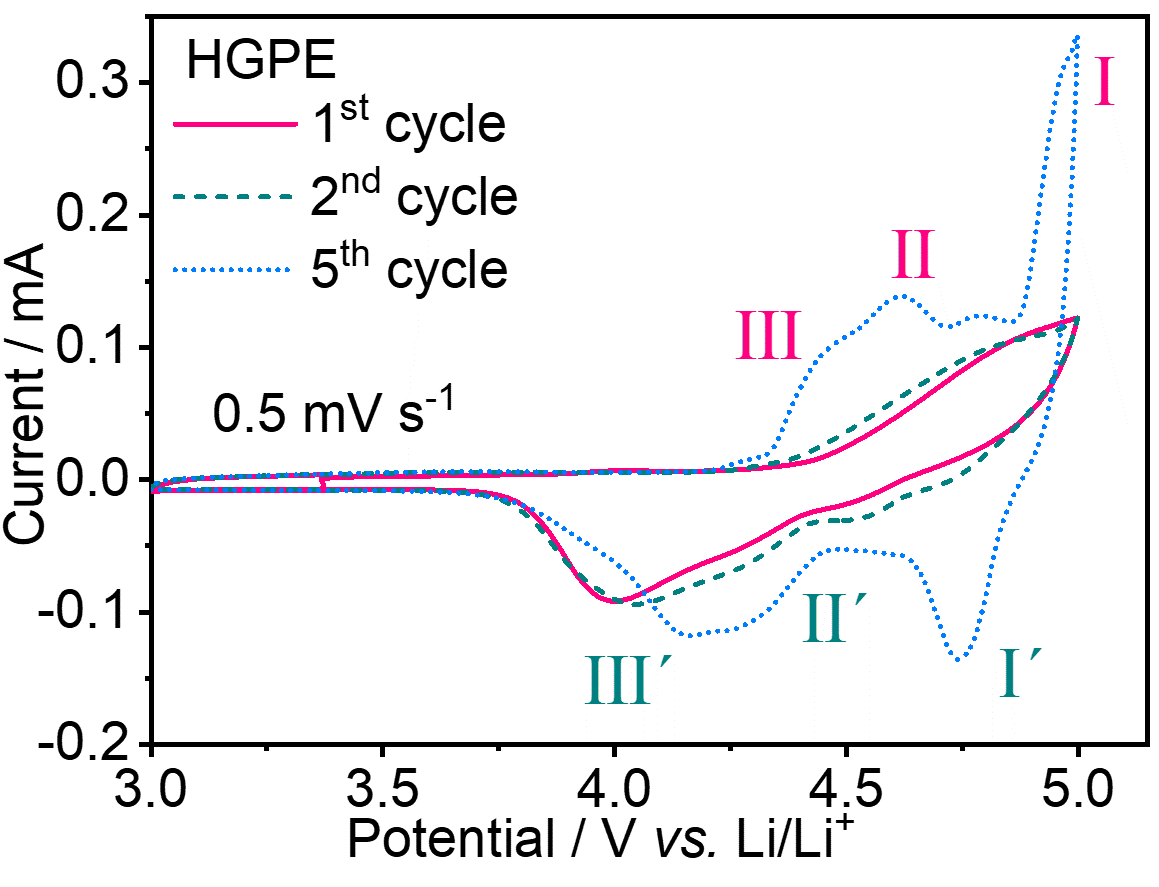 HGPE
1st cycle
2nd cycle
5th cycle
0.5 mV s-1
I
II
III
I´
II´
III´
0.3
0.2
0.1
0.0
-0.1
-0.2
Current / mA
3.0 3.5 4.0 4.5 5.0
Potential / V vs. Li/Li+